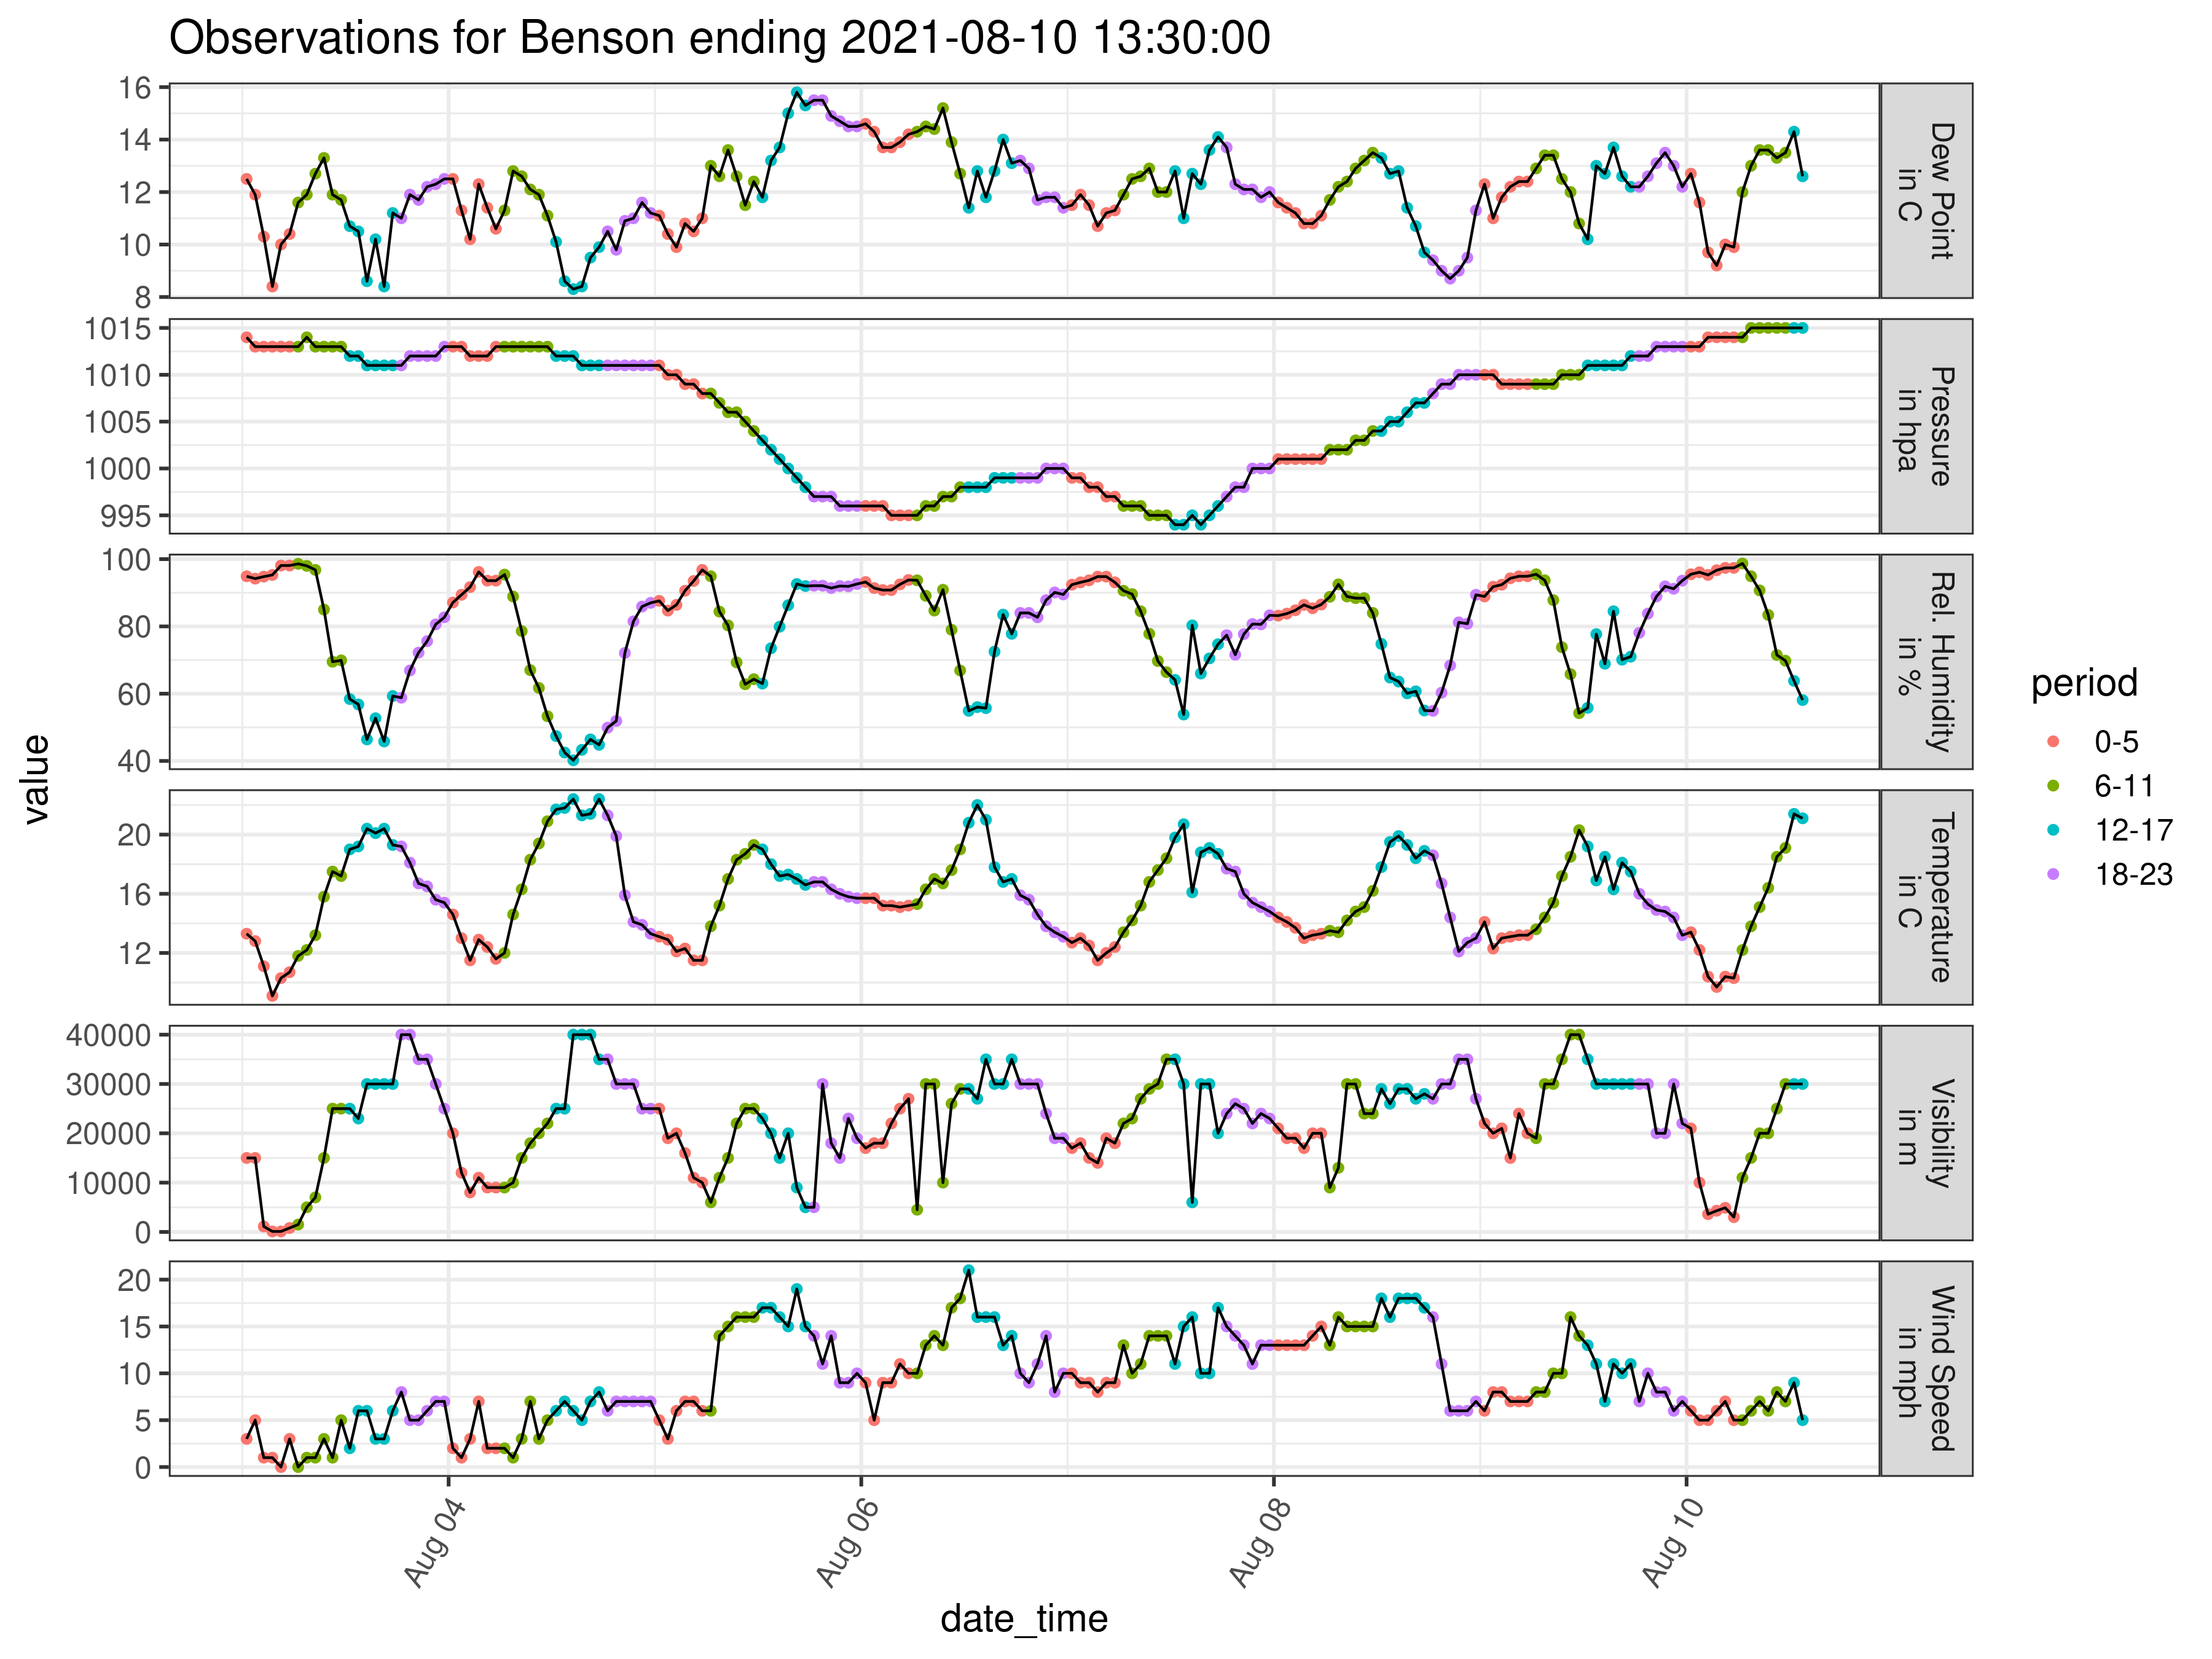 Observations for Benson ending 2021-08-10 13:30:00
16
14
12
10
8
Dew Point
in C
1015
1010
1005
1000
995
Pressure
in hpa
100
80
60
40
Rel. Humidity
in %
20
16
12
Temperature
in C
40000
30000
20000
10000
0
Visibility
in m
20
15
10
5
0
Wind Speed
in mph
value
Aug 04
Aug 06
Aug 08
Aug 10
date_time
period
0-5
6-11
12-17
18-23